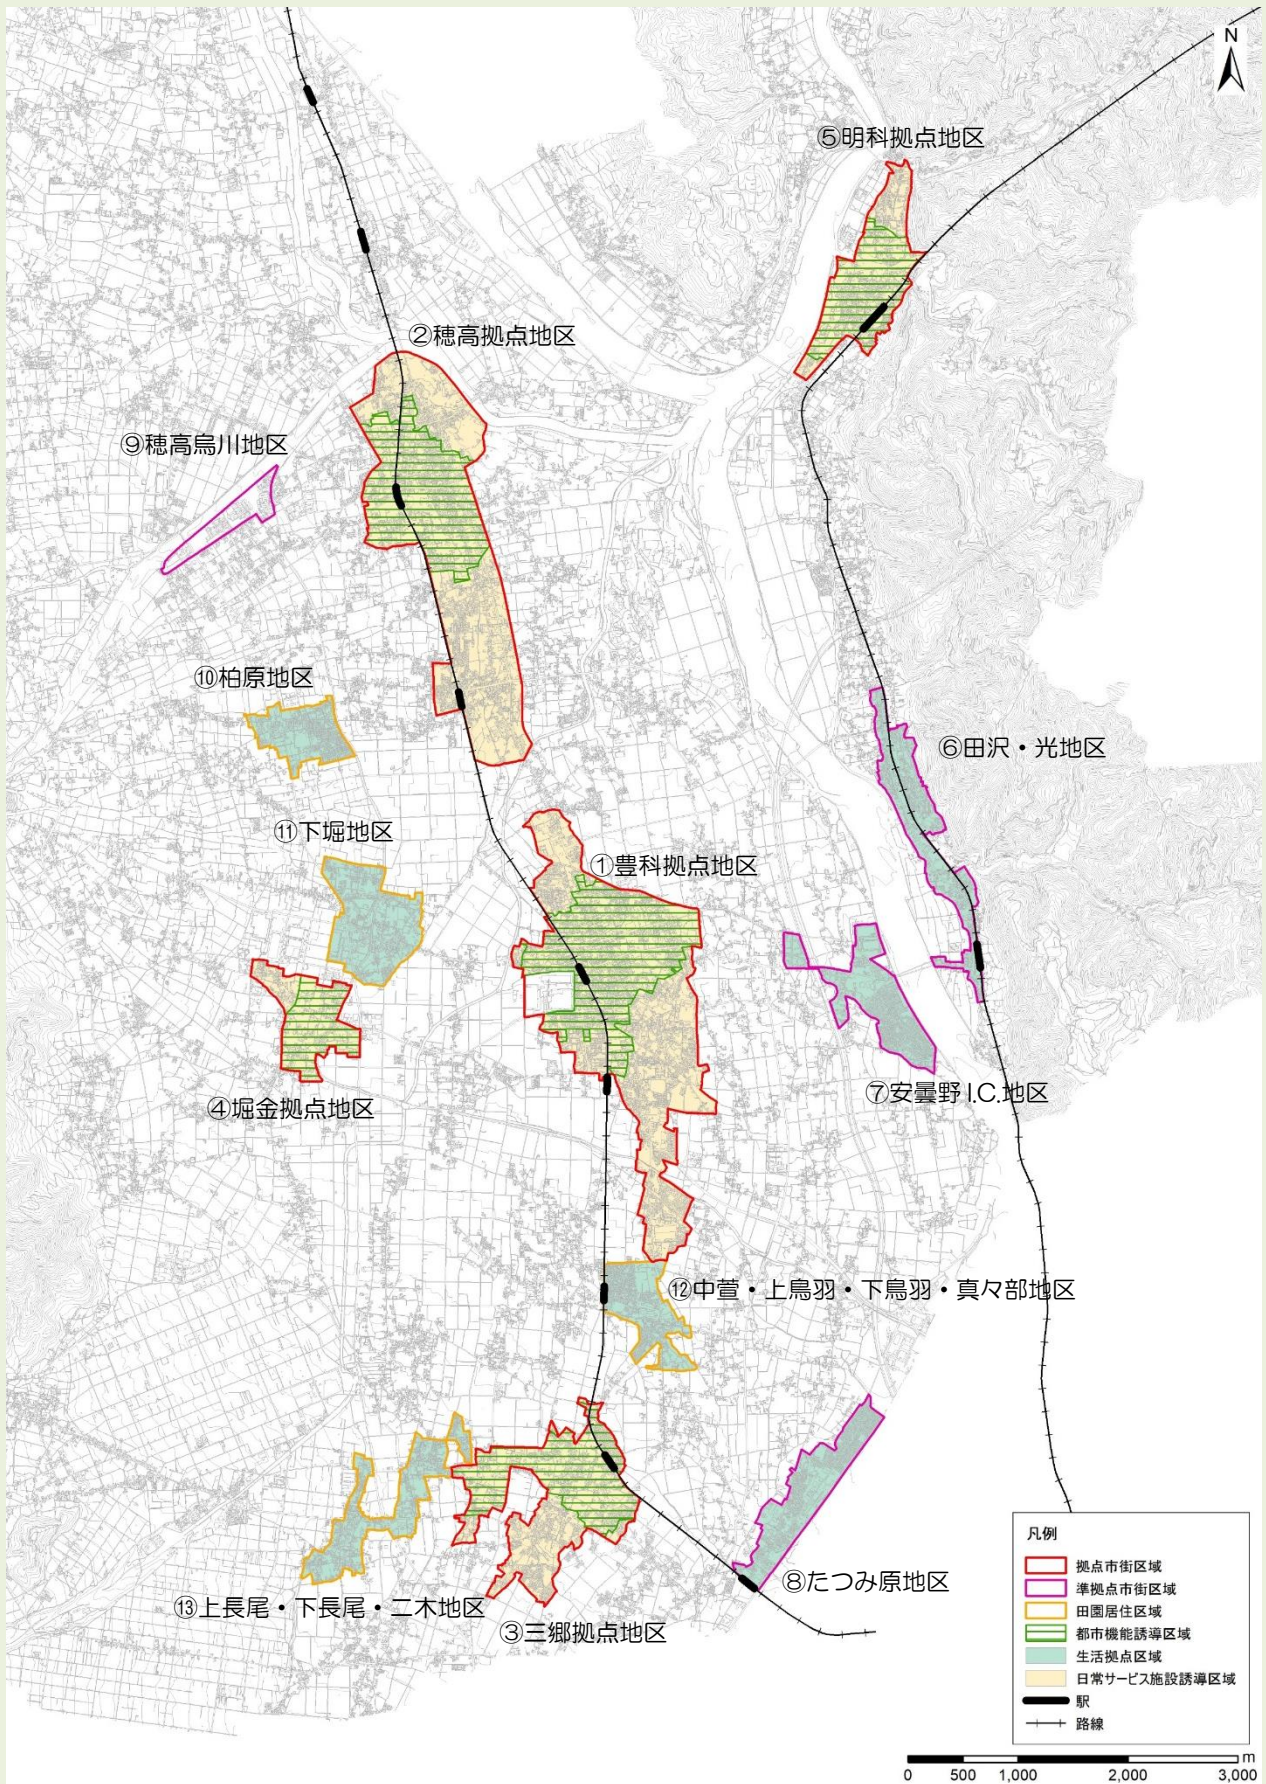 N
⑤明科拠点地区
②穂高拠点地区
⑨穂高烏川地区
⑩柏原地区
⑥田沢・光地区
⑪下堀地区
①豊科拠点地区
⑦安曇野I.C.地区
④堀金拠点地区
⑫中萱・上鳥羽・下鳥羽・真々部地区
⑧たつみ原地区
⑬上長尾・下長尾・二木地区
③三郷拠点地区
凡例
拠点市街区域
準拠点市街区域
田園居住区域
都市機能誘導区域
生活拠点区域
日常サービス施設誘導区域
駅
路線
m
0 500 1,000 2,000 3,000